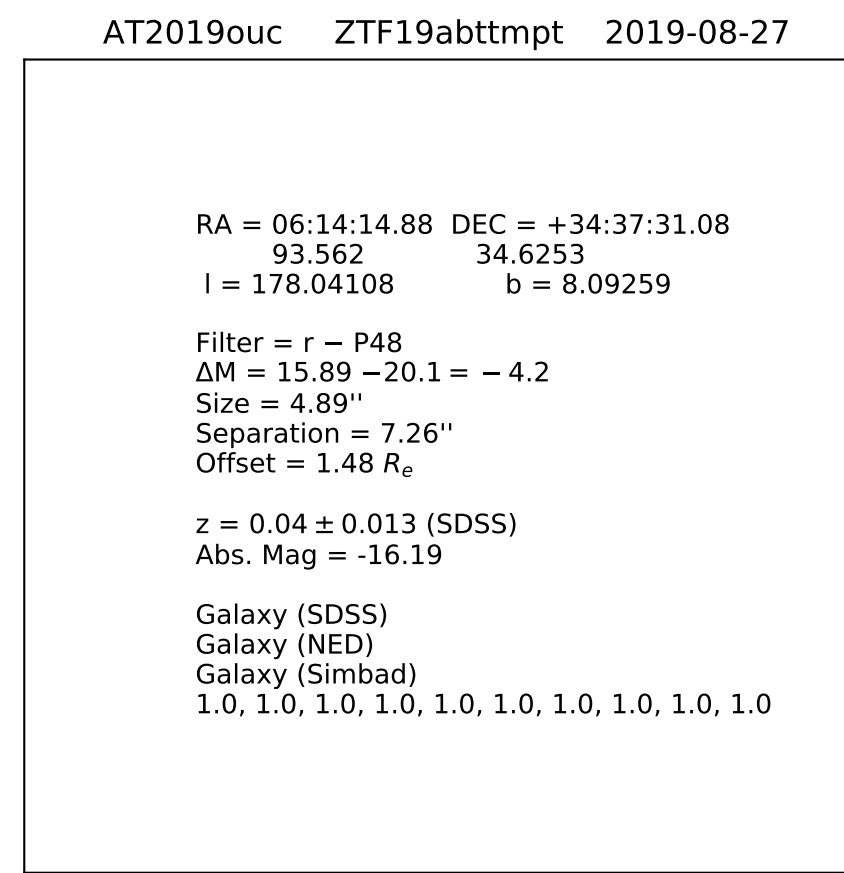 AT2019ouc ZTF19abttmpt 2019-08-27
RA = 06:14:14.88 DEC = +34:37:31.08
93.562 34.6253
l = 178.04108 b = 8.09259
Filter = r − P48
ΔM = 15.89 −20.1 = − 4.2
Size = 4.89''
Separation = 7.26''
Offset = 1.48 Re
z = 0.04 ± 0.013 (SDSS)
Abs. Mag = -16.19
Galaxy (SDSS)
Galaxy (NED)
Galaxy (Simbad)
1.0, 1.0, 1.0, 1.0, 1.0, 1.0, 1.0, 1.0, 1.0, 1.0